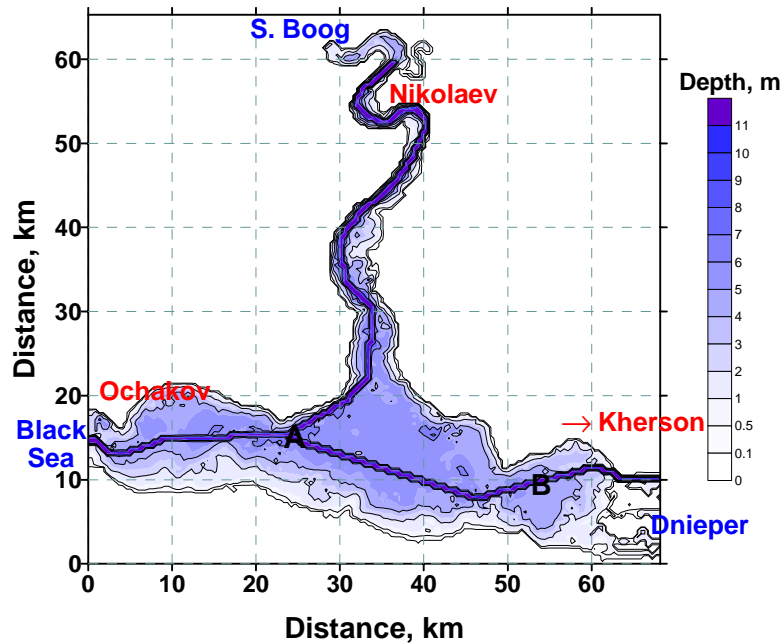 S. Boog
Nikolaev
Ochakov
Black
Sea
A
B
→ Kherson
Dnieper
Distance, km
60
50
40
30
20
10
0
0 10 20 30 40 50 60
Distance, km
Depth, m
11
10
9
8
7
6
5
4
3
2
1
0.5
0.1
0